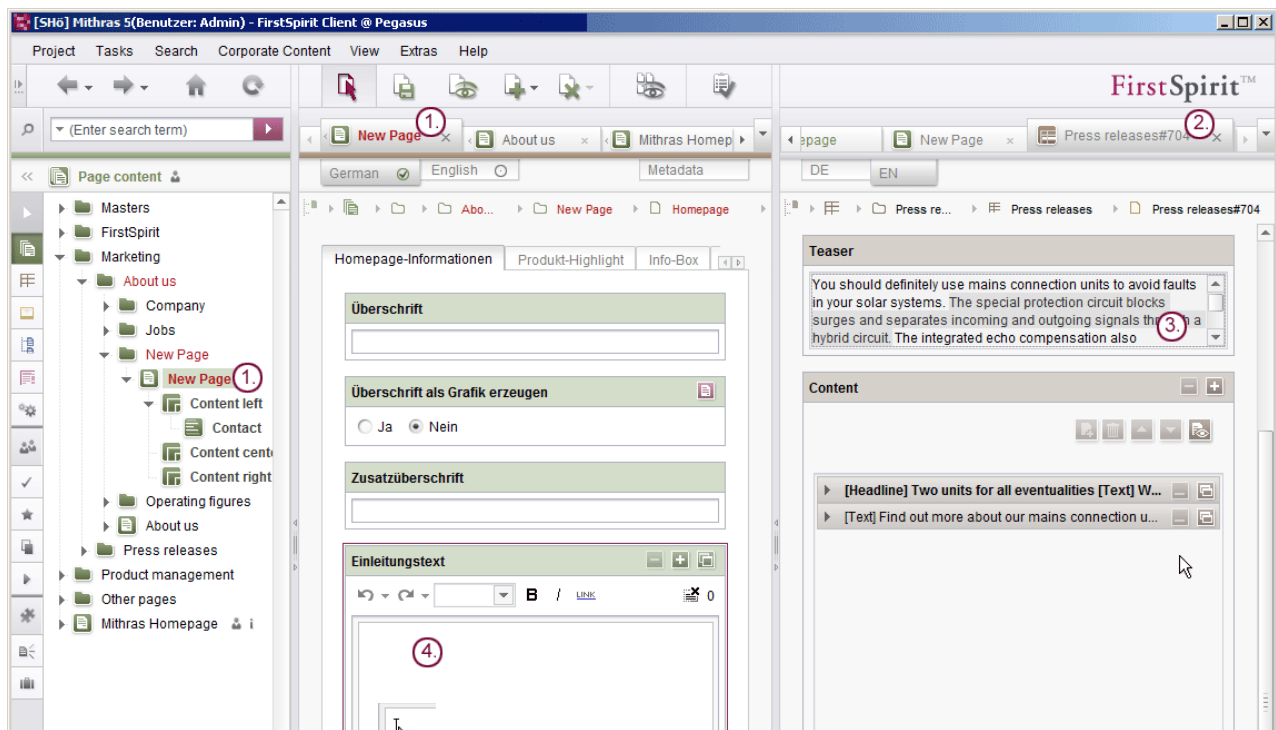 [SHö] Mithras 5(Benutzer: Admin) - FirstSpirit Client @ Pegasus
Project Tasks Search Corporate Content View Extras Help
FirstSpirit™
(Enter search term)
Page content
Masters
FirstSpirit
Marketing
About us
Company
Jobs
New Page
New Page 1.
Content left
Contact
Content cent
Content right
Operating figures
About us
Press releases
Product management
Other pages
Mithras Homepage i
New Page 1. About us Mithras Homep
German English Metadata
Abo... New Page Homepage
Homepage-Informationen Produkt-Highlight Info-Box
Überschrift
Überschrift als Grafik erzeugen
Ja Nein
Zusatzüberschrift
Einleitungstext
B I LINK 0
4.
epage New Page Press releases#704 2.
DE EN
Press re... Press releases Press releases#704
Teaser
You should definitely use mains connection units to avoid faults
in your solar systems. The special protection circuit blocks
surges and separates incoming and outgoing signals th 3. h a
hybrid circuit. The integrated echo compensation also
Content
[Headline] Two units for all eventualities [Text] W...
[Text] Find out more about our mains connection u...